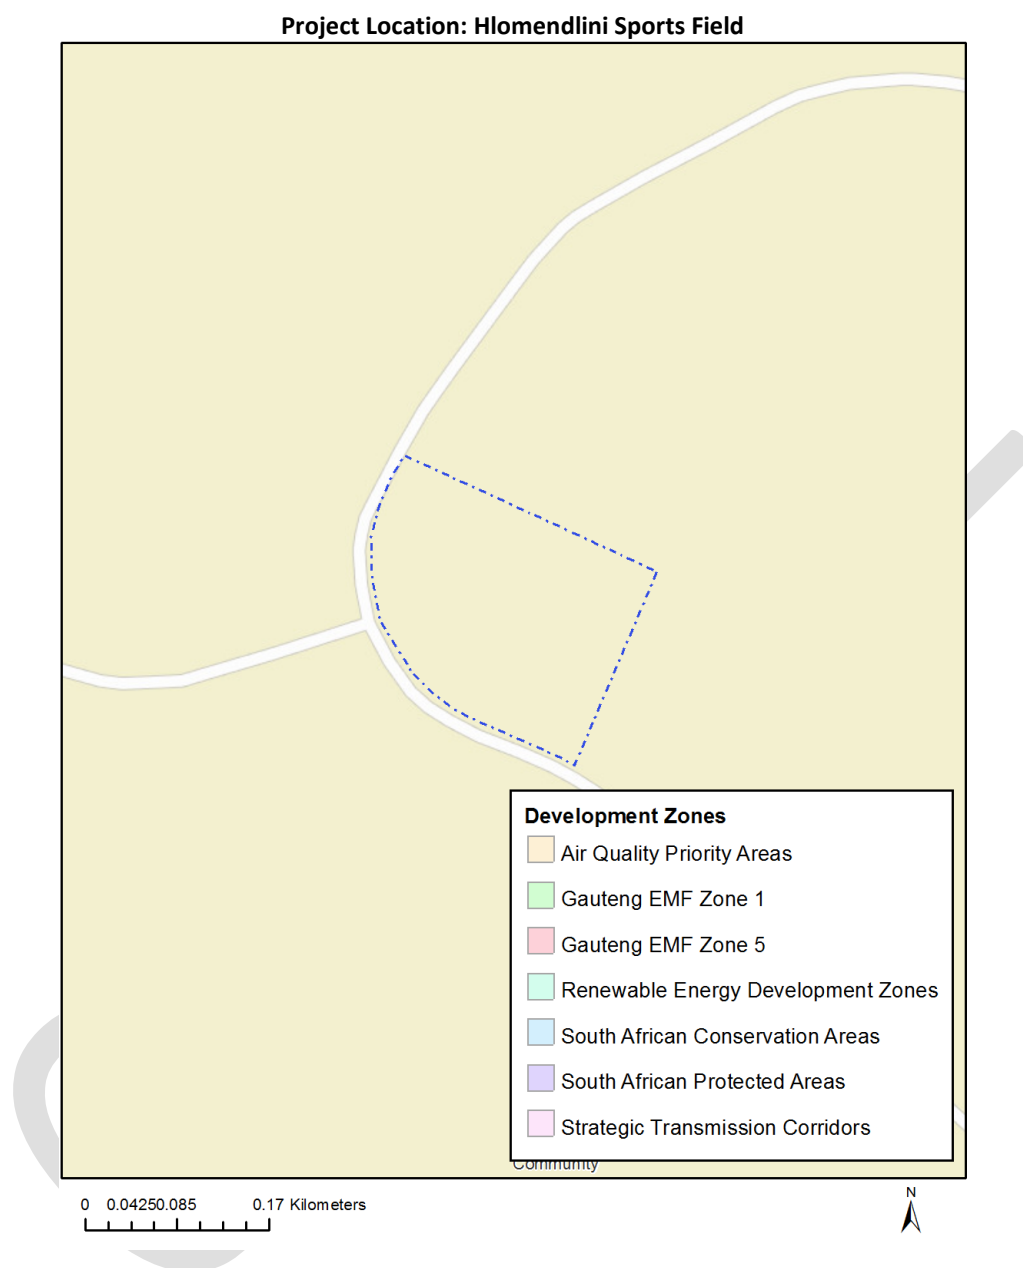 Project Location: Hlomendlini Sports Field
Development Zones
Air Quality Priority Areas
Gauteng EMF Zone 1
Gauteng EMF Zone 5
Renewable Energy Development Zones
South African Conservation Areas
South African Protected Areas
Strategic Transmission Corridors
Community
0 0.04250.085 0.17 Kilometers
N